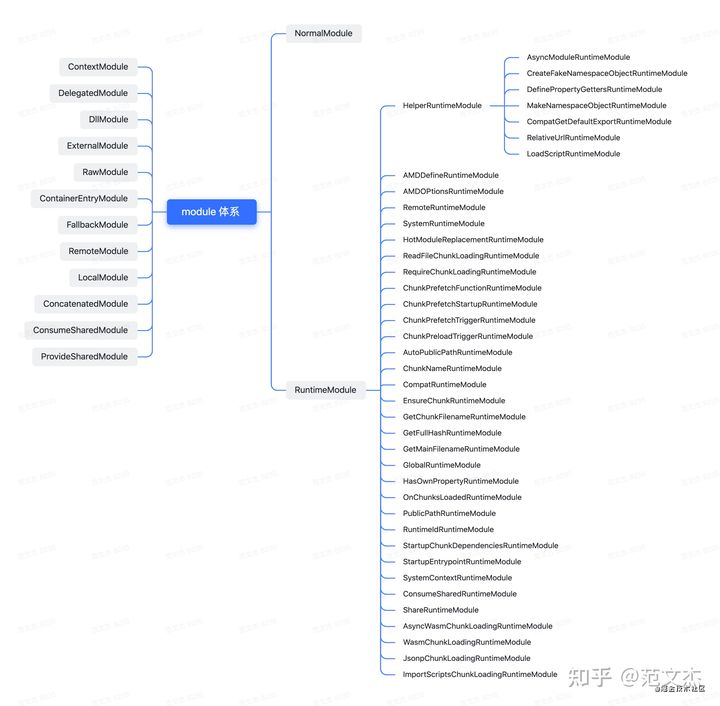 module 体系
ContextModule
DelegatedModule
DllModule
ExternalModule
RawModule
ContainerEntryModule
FallbackModule
RemoteModule
LocalModule
ConcatenatedModule
ConsumeSharedModule
ProvideSharedModule
NormalModule
RuntimeModule
HelperRuntimeModule
AsyncModuleRuntimeModule
CreateFakeNamespaceObjectRuntimeModule
DefinePropertyGettersRuntimeModule
MakeNamespaceObjectRuntimeModule
CompatGetDefaultExportRuntimeModule
RelativeUrlRuntimeModule
LoadScriptRuntimeModule
AMDDefineRuntimeModule
AMDOPtionsRuntimeModule
RemoteRuntimeModule
SystemRuntimeModule
HotModuleReplacementRuntimeModule
ReadFileChunkLoadingRuntimeModule
RequireChunkLoadingRuntimeModule
ChunkPrefetchFunctionRuntimeModule
ChunkPrefetchStartupRuntimeModule
ChunkPrefetchTriggerRuntimeModule
ChunkPreloadTriggerRuntimeModule
AutoPublicPathRuntimeModule
ChunkNameRuntimeModule
CompatRuntimeModule
EnsureChunkRuntimeModule
GetChunkFilenameRuntimeModule
GetFullHashRuntimeModule
GetMainFilenameRuntimeModule
GlobalRuntimeModule
HasOwnPropertyRuntimeModule
OnChunksLoadedRuntimeModule
PublicPathRuntimeModule
RuntimeIdRuntimeModule
StartupChunkDependenciesRuntimeModule
StartupEntrypointRuntimeModule
SystemContextRuntimeModule
ConsumeSharedRuntimeModule
ShareRuntimeModule
AsyncWasmChunkLoadingRuntimeModule
WasmChunkLoadingRuntimeModule
JsonpChunkLoadingRuntimeModule
ImportScriptsChunkLoadingRuntimeModule
知乎 @范文杰
@掘金技术社区